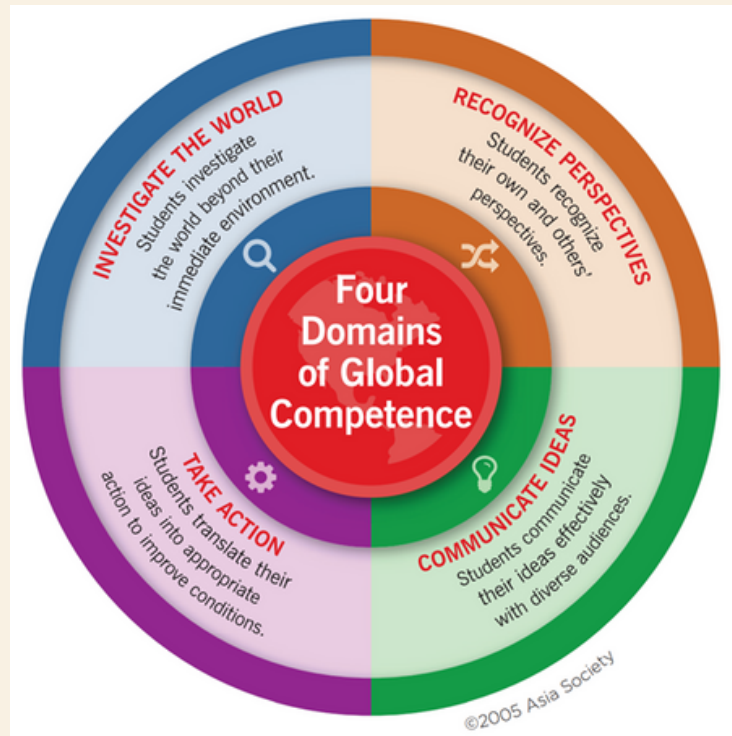 Four
Domains
of Global
Competence
INVESTIGATE THE WORLD
Students investigate
the world beyond their
immediate environment.
RECOGNIZE PERSPECTIVES
Students recognize
their own and others'
perspectives.
COMMUNICATE IDEAS
Students communicate
their ideas effectively
with diverse audiences.
TAKE ACTION
Students translate their
ideas into appropriate
action to improve conditions.
©2005 Asia Society